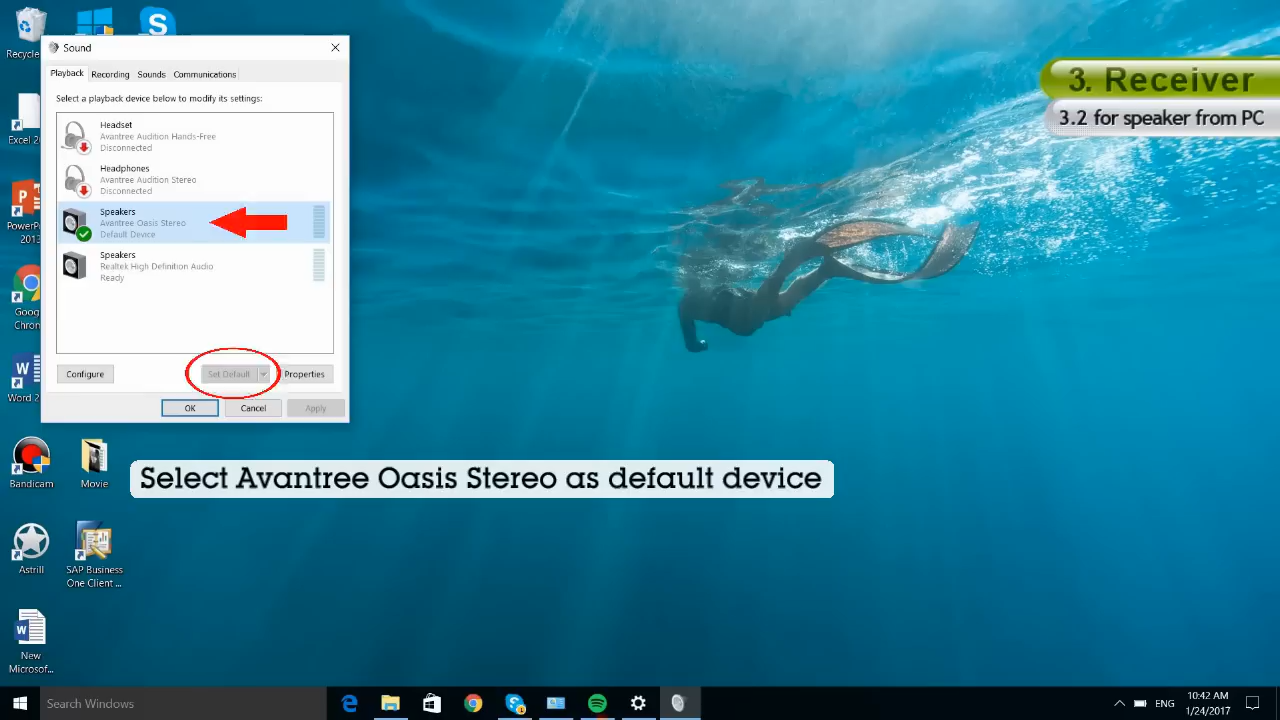 Recycle
Sound
Playback
Recording
Sounds
Communications
Select a playback device below to modify its settings:
Headset
Avantree Audition Hands-Free
Disconnected
Headphones
Avantree Audition Stereo
Disconnected
Speakers
Avantree Oasis Stereo
Default Device
Speakers
Realtek High Definition Audio
Ready
Configure
Set Default
Properties
OK
Cancel
Apply
3. Receiver
3.2 for speaker from PC
Excel 20
PowerP
2013
Goog
Chron
Word 2
Bandicam
Movie
Select Avantree Oasis Stereo as default device
Astrill
SAP Business
One Client ...
New
Microsof...
Search Windows
ENG
10:42 AM
1/24/2017